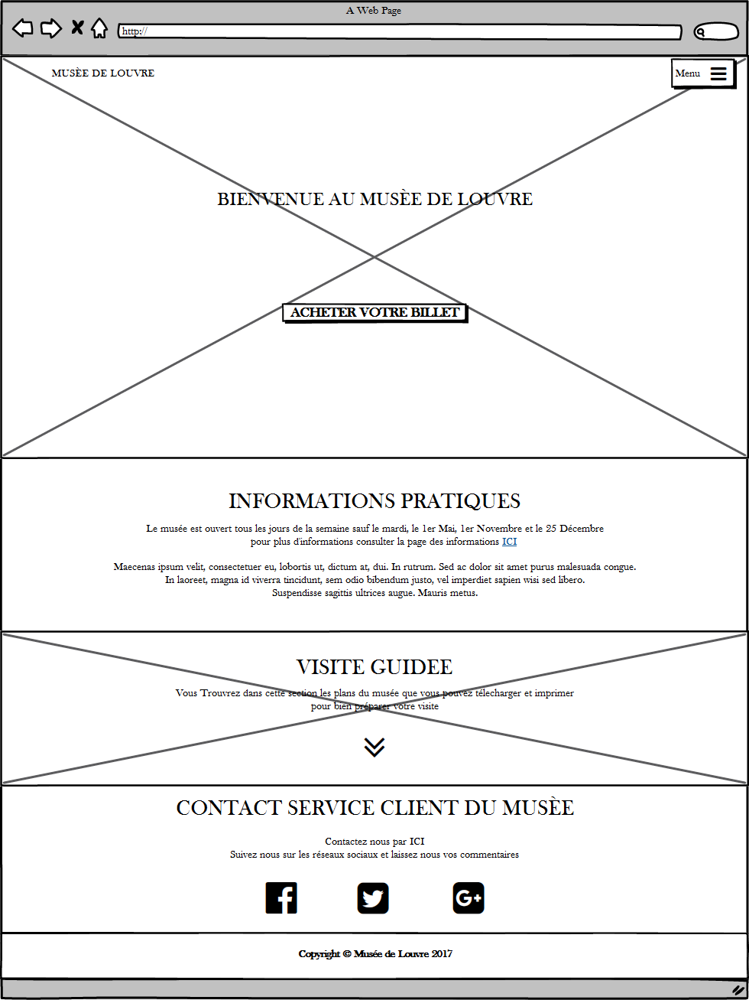 A Web Page
http://
MUSÈE DE LOUVRE
Menu
BIENVENUE AU MUSÈE DE LOUVRE
ACHETER VOTRE BILLET
INFORMATIONS PRATIQUES
Le musée est ouvert tous les jours de la semaine sauf le mardi, le 1er Mai, 1er Novembre et le 25 Décembre
pour plus d'informations consulter la page des informations ICI
Maecenas ipsum velit, consectetuer eu, lobortis ut, dictum at, dui. In rutrum. Sed ac dolor sit amet purus malesuada congue.
In laoreet, magna id viverra tincidunt, sem odio bibendum justo, vel imperdiet sapien wisi sed libero.
Suspendisse sagittis ultrices augue. Mauris metus.
VISITE GUIDEE
Vous Trouvrez dans cette section les plans du musée que vous pouvez télecharger et imprimer
pour bien préparer votre visite
CONTACT SERVICE CLIENT DU MUSÈE
Contactez nous par ICI
Suivez nous sur les réseaux sociaux et laissez nous vos commentaires
Copyright © Musée de Louvre 2017